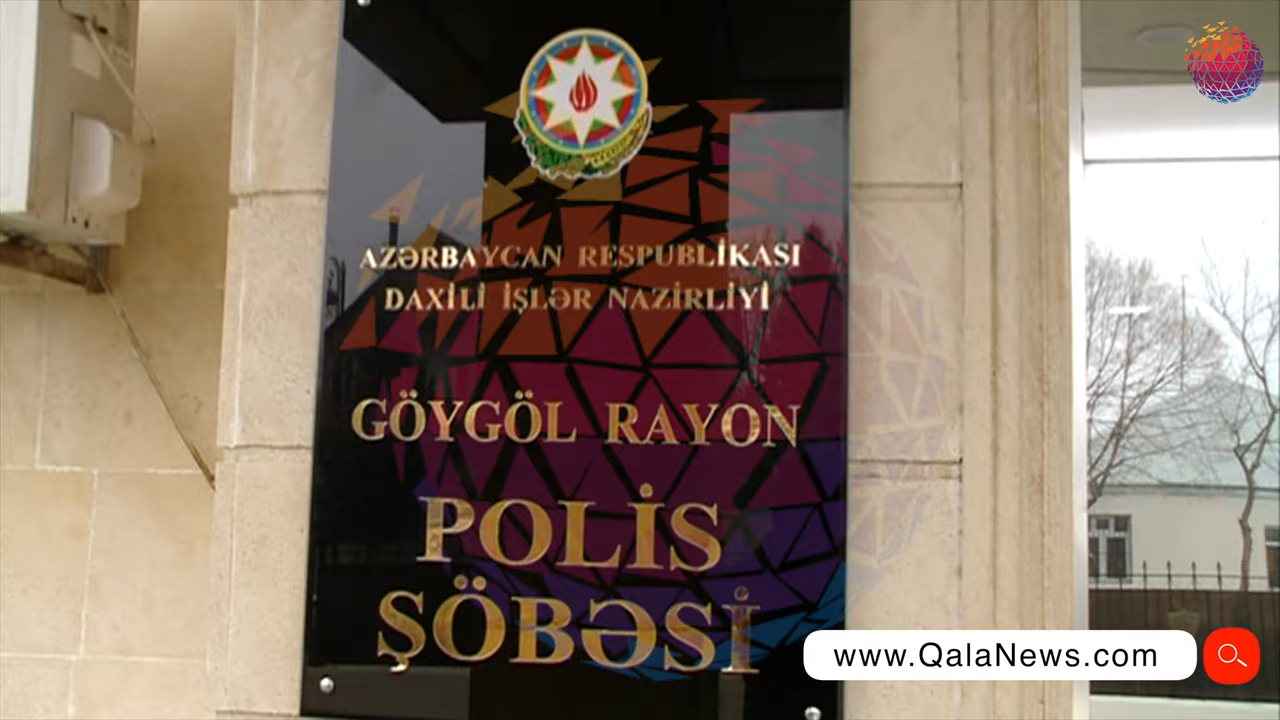 AZƏRBAYCAN RESPUBLİKASI
DAXİLİ İŞLƏR NAZİRLİYİ
GÖYGÖL RAYON
POLİS
ŞÖBƏSİ
www.QalaNews.com